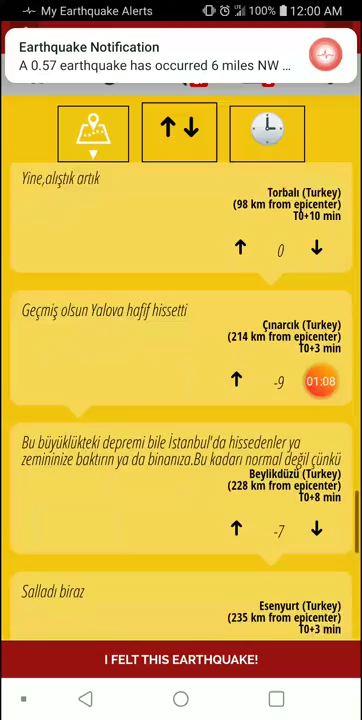 My Earthquake Alerts
100%
12:00 AM
Earthquake Notification
A 0.57 earthquake has occurred 6 miles NW ...
Yine,alıştık artık
Torbalı (Turkey)
(98 km from epicenter)
T0+10 min
0
Geçmiş olsun Yalova hafif hissetti
Çınarcık (Turkey)
(214 km from epicenter)
T0+3 min
-9
01:08
Bu büyüklükteki depremi bile İstanbul'da hissedenler ya
zemininize baktırın ya da binanıza.Bu kadarı normal değil çünkü
Beylikdüzü (Turkey)
(228 km from epicenter)
T0+8 min
-7
Salladı biraz
Esenyurt (Turkey)
(235 km from epicenter)
T0+3 min
I FELT THIS EARTHQUAKE!